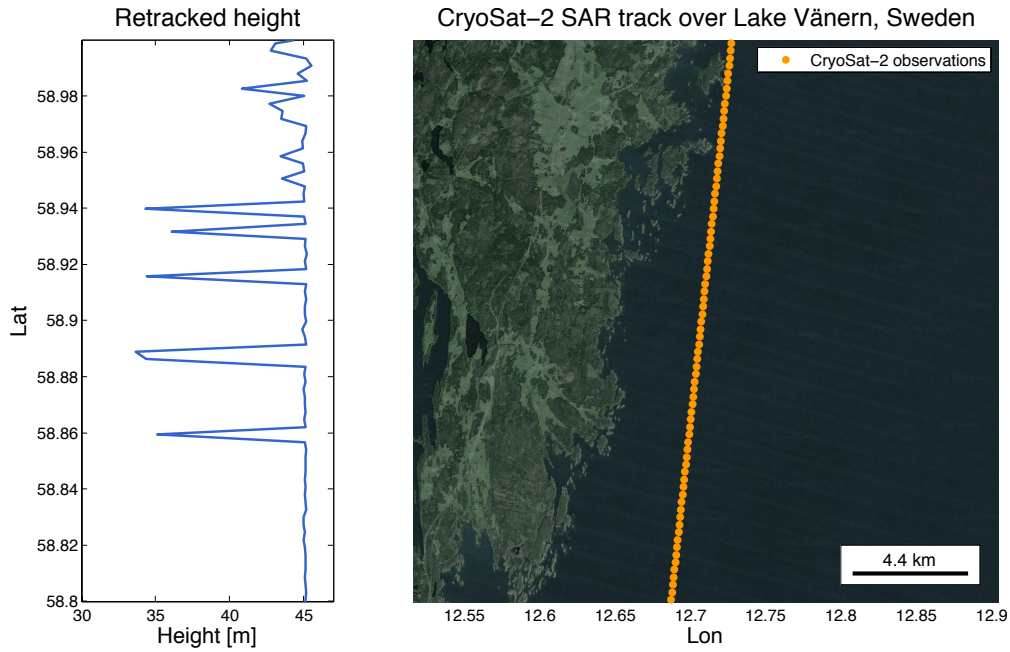 Retracked height
CryoSat−2 SAR track over Lake Vänern, Sweden
CryoSat−2 observations
58.98
58.96
58.94
58.92
58.9
58.88
58.86
58.84
58.82
58.8
Lat
30 35 40 45
Height [m]
4.4 km
12.55 12.6 12.65 12.7 12.75 12.8 12.85 12.9
Lon